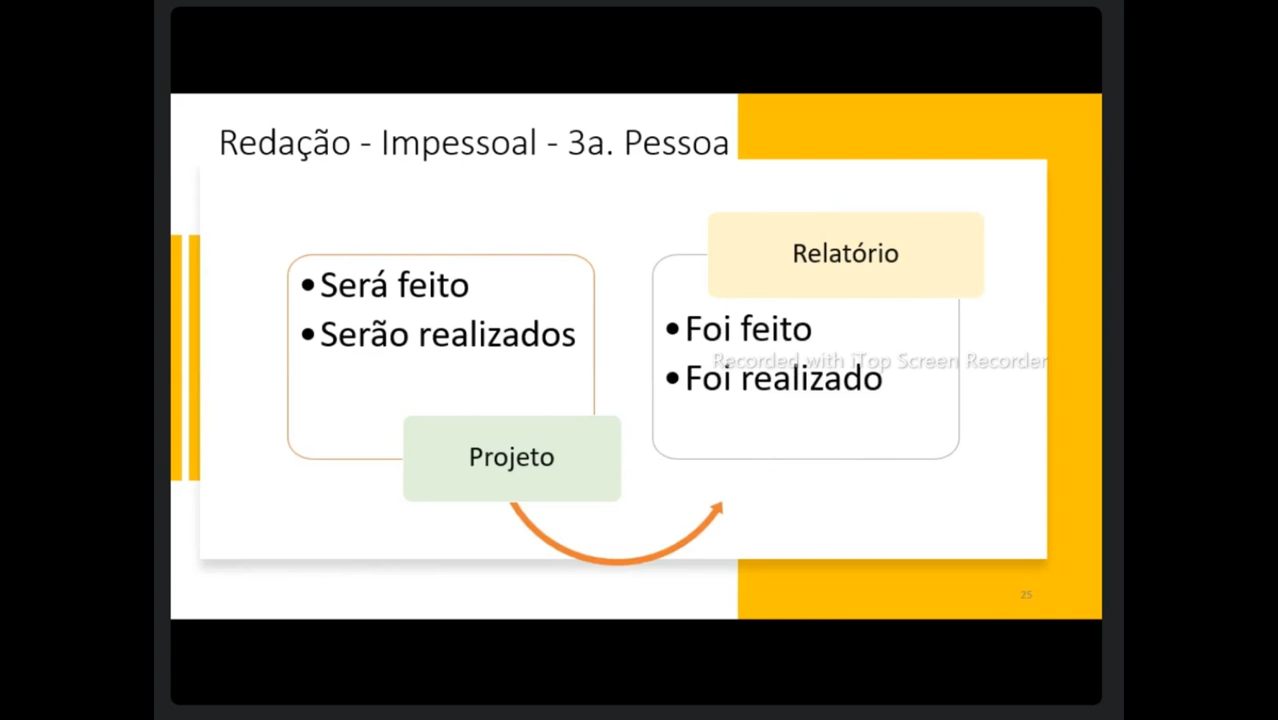 Redação - Impessoal - 3a. Pessoa
• Será feito
• Serão realizados
Projeto
Relatório
• Foi feito
Recorded with iTop Screen Recorder
• Foi realizado
25